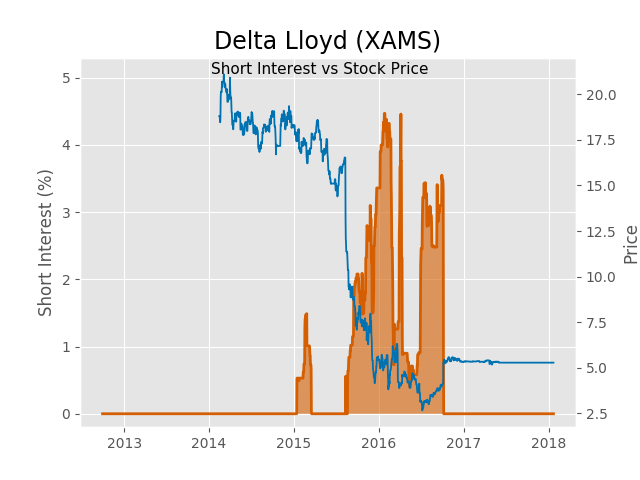 Delta Lloyd (XAMS)
Short Interest vs Stock Price
Short Interest (%)
5
4
3
2
1
0
20.0
17.5
15.0
12.5
10.0
7.5
5.0
2.5
Price
2013 2014 2015 2016 2017 2018